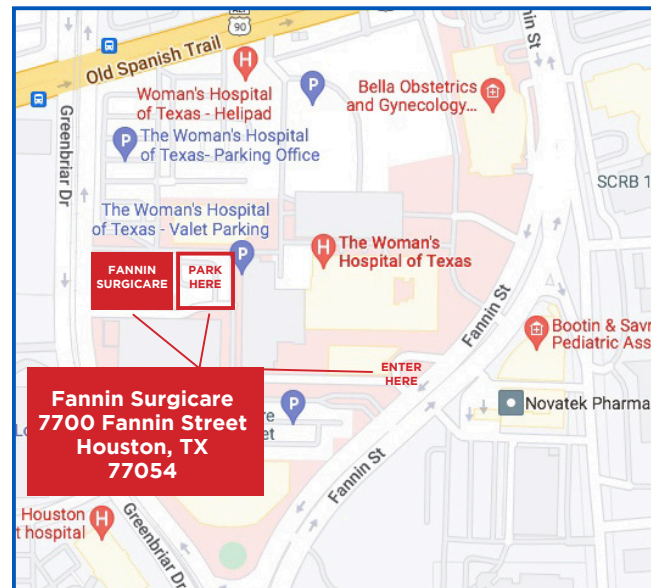 ALT
90
Old Spanish Trail
Fannin St
Woman's Hospital
of Texas - Helipad
Bella Obstetrics
and Gynecology...
The Woman's Hospital
of Texas- Parking Office
Greenbriar Dr
SCRB 1
The Woman's Hospital
of Texas - Valet Parking
The Woman's
Hospital of Texas
FANNIN
SURGICARE
PARK
HERE
Fannin St
Bootin & Savr
Pediatric Ass
ENTER
HERE
Fannin Surgicare
7700 Fannin Street
Houston, TX
77054
Novatek Pharma
Fannin St
Houston
t hospital
Greenbriar Dr
H
H
H
P
P
P
P